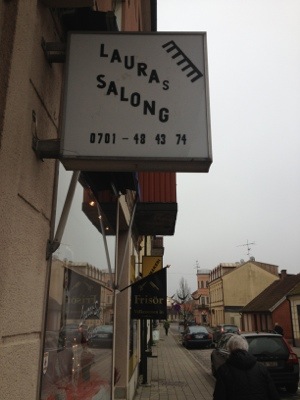 LAURAS
SALONG
0701-48 43 74
Frisör